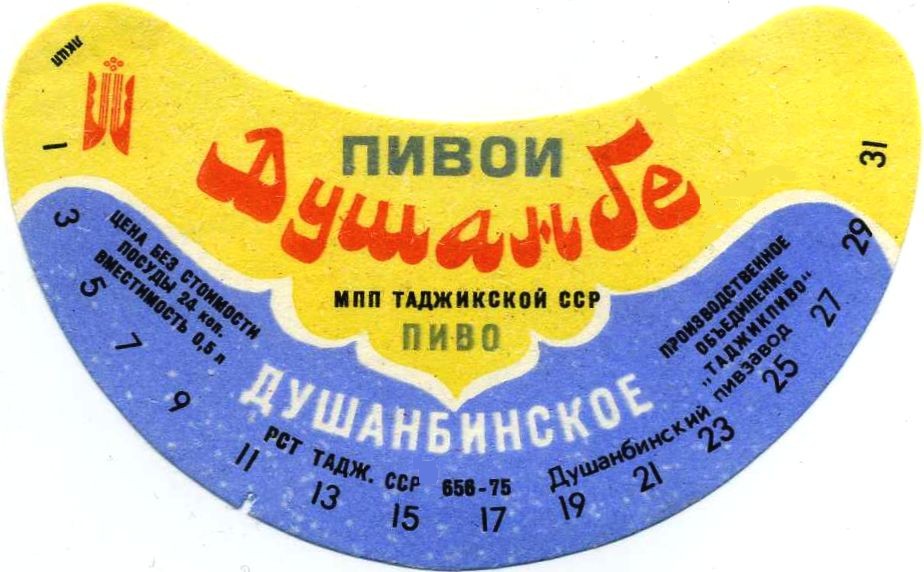 ПКЦП
ПИВОИ
Душанбе
МПП ТАДЖИКСКОЙ ССР
ПИВО
ДУШАНБИНСКОЕ
ЦЕНА БЕЗ СТОИМОСТИ
ПОСУДЫ 24 коп.
ВМЕСТИМОСТЬ 0,5 л
ПРОИЗВОДСТВЕННОЕ
ОБЪЕДИНЕНИЕ
„ТАДЖИКПИВО"
Душанбинский пивзавод
РСТ ТАДЖ. ССР 656-75
1 3 5 7 9 11 13 15 17 19 21 23 25 27 29 31